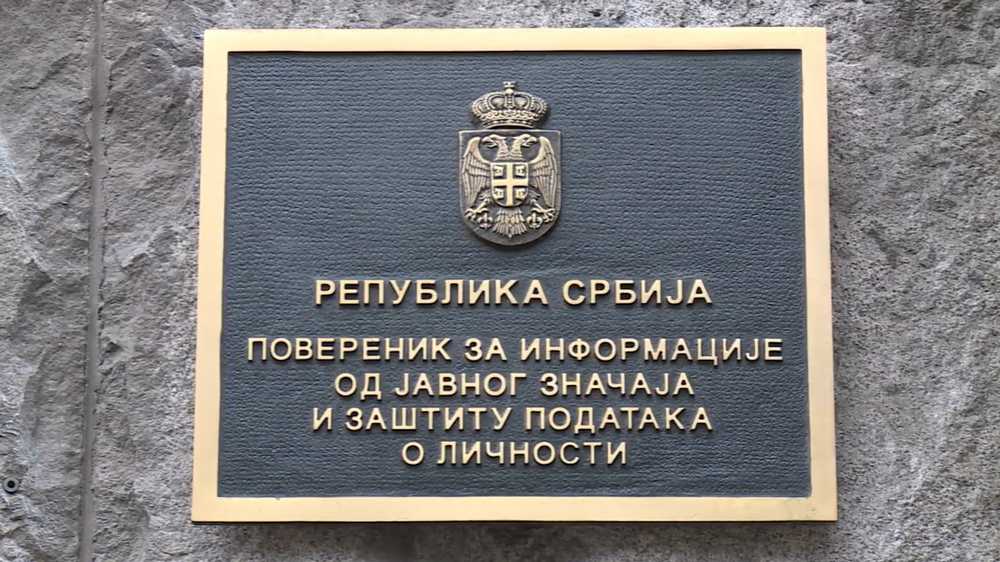 РЕПУБЛИКА СРБИЈА
ПОВЕРЕНИК ЗА ИНФОРМАЦИЈЕ
ОД ЈАВНОГ ЗНАЧАЈА
И ЗАШТИТУ ПОДАТАКА
О ЛИЧНОСТИ